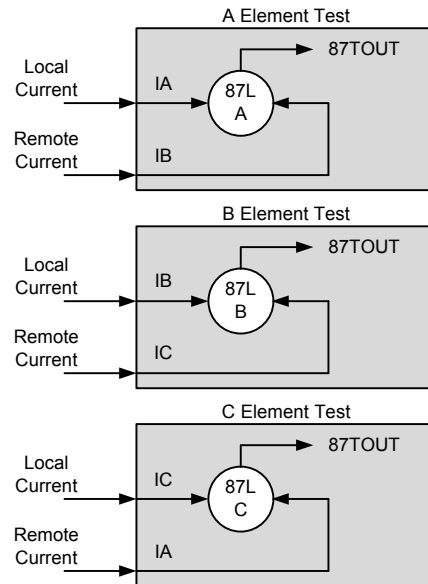 A Element Test
87TOUT
Local
Current
IA
87L
A
Remote
Current
IB
B Element Test
87TOUT
Local
Current
IB
87L
B
Remote
Current
IC
C Element Test
87TOUT
Local
Current
IC
87L
C
Remote
Current
IA